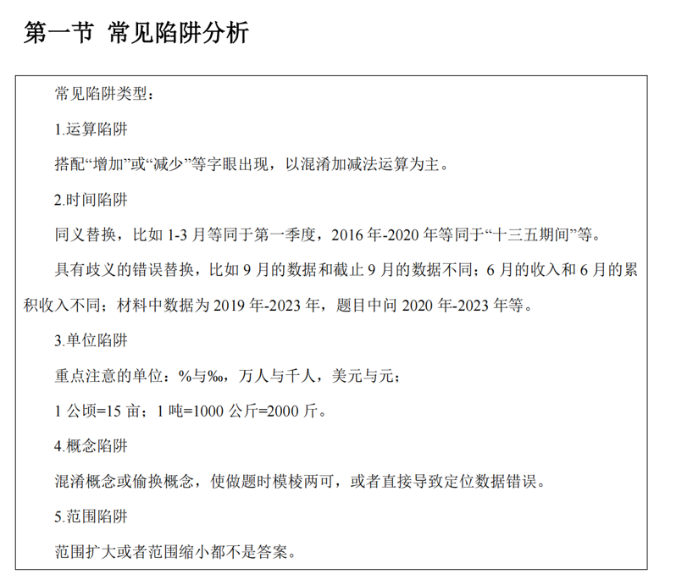 第一节 常见陷阱分析
常见陷阱类型：
1.运算陷阱
搭配“增加”或“减少”等字眼出现，以混淆加减法运算为主。
2.时间陷阱
同义替换，比如 1-3 月等同于第一季度，2016 年-2020 年等同于“十三五期间”等。
具有歧义的错误替换，比如 9 月的数据和截止 9 月的数据不同；6 月的收入和 6 月的累
积收入不同；材料中数据为 2019 年-2023 年，题目中问 2020 年-2023 年等。
3.单位陷阱
重点注意的单位：%与‰，万人与千人，美元与元；
1 公顷=15 亩；1 吨=1000 公斤=2000 斤。
4.概念陷阱
混淆概念或偷换概念，使做题时模棱两可，或者直接导致定位数据错误。
5.范围陷阱
范围扩大或者范围缩小都不是答案。